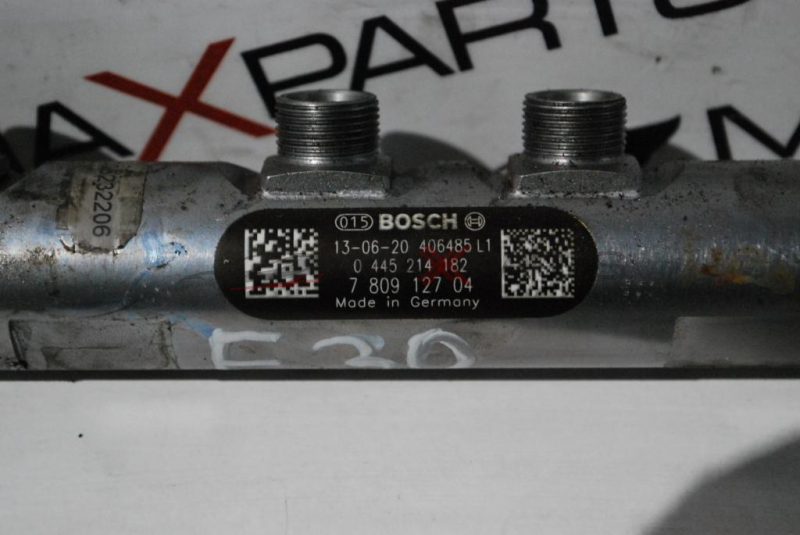 MAXPARTS
M
232206
015 BOSCH
13-06-20 406485 L1
0 445 214 182
7 809 127 04
Made in Germany
E30